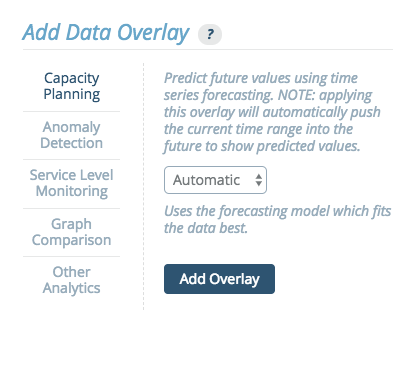 Add Data Overlay ?
Capacity
Planning
Anomaly
Detection
Service Level
Monitoring
Graph
Comparison
Other
Analytics
Predict future values using time
series forecasting. NOTE: applying
this overlay will automatically push
the current time range into the
future to show predicted values.
Automatic
Uses the forecasting model which fits
the data best.
Add Overlay